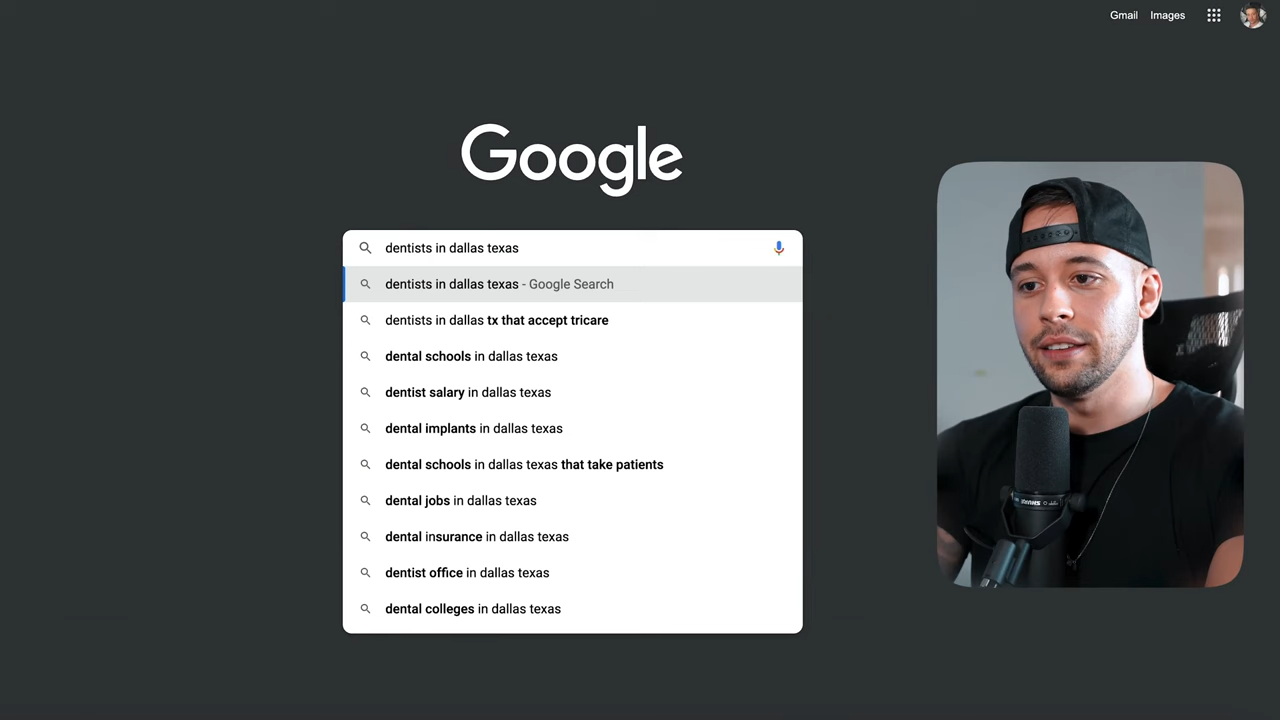 Gmail Images
Google
dentists in dallas texas
dentists in dallas texas - Google Search
dentists in dallas tx that accept tricare
dental schools in dallas texas
dentist salary in dallas texas
dental implants in dallas texas
dental schools in dallas texas that take patients
dental jobs in dallas texas
dental insurance in dallas texas
dentist office in dallas texas
dental colleges in dallas texas